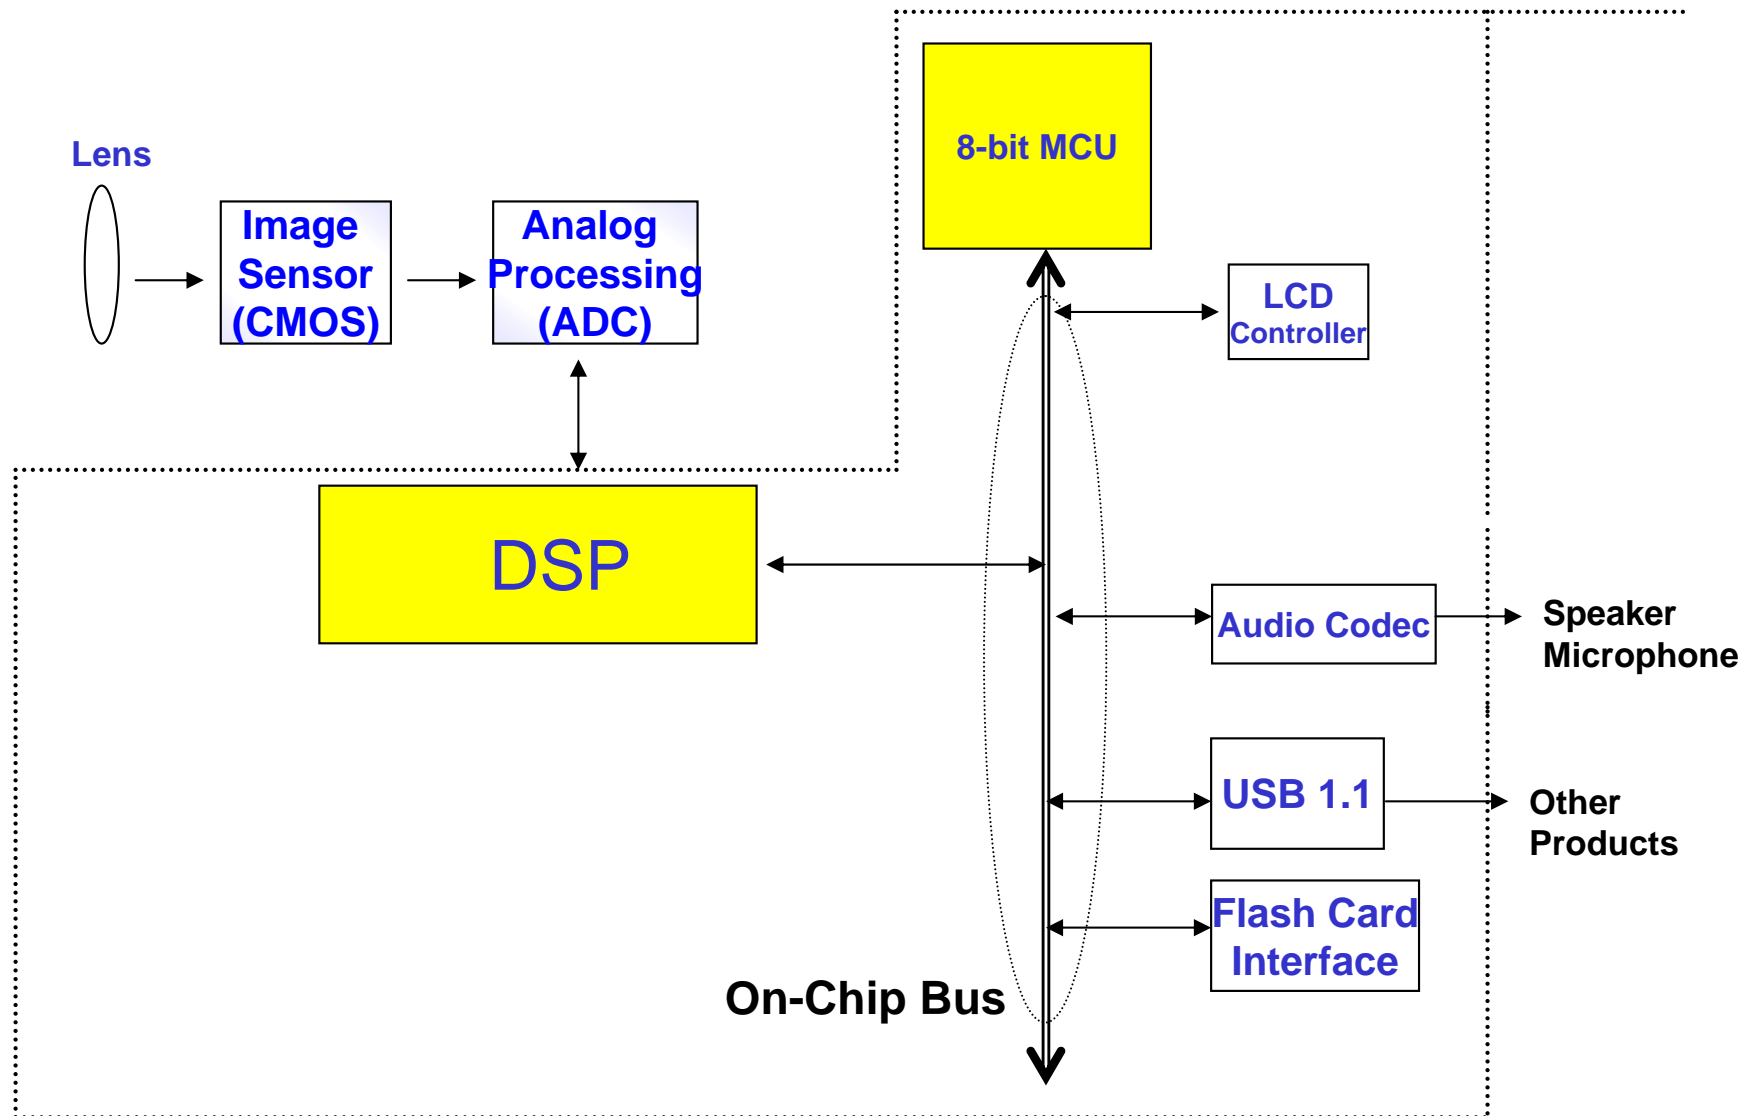 8-bit MCU
Lens
Image
Sensor
(CMOS)
Analog
Processing
(ADC)
LCD
Controller
DSP
Audio Codec
Speaker
Microphone
USB 1.1
Other
Products
Flash Card
Interface
On-Chip Bus